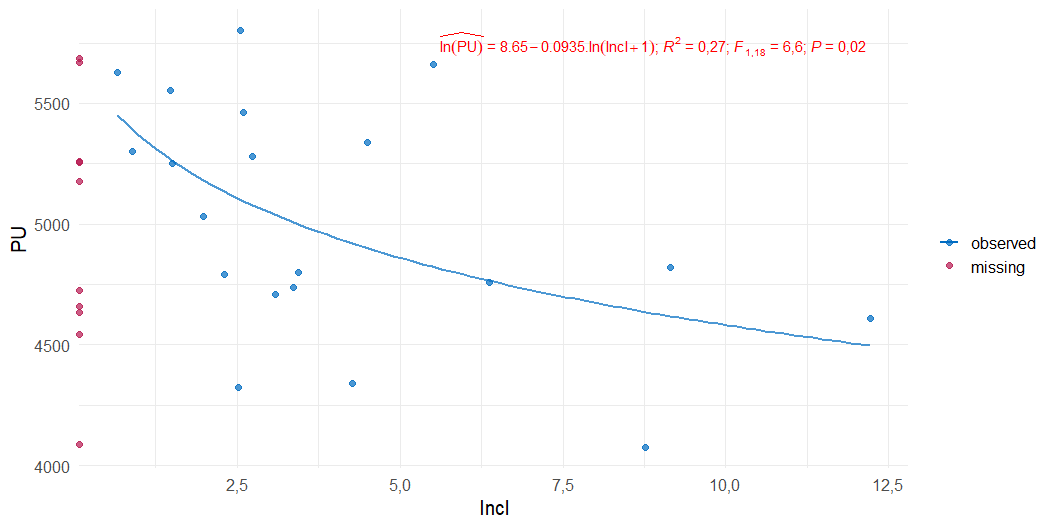 ln(PU) = 8.65 − 0.0935.ln(Incl + 1); R² = 0,27; F₁,₁₈ = 6,6; P = 0,02
5500
5000
4500
4000
PU
2,5 5,0 7,5 10,0 12,5
Incl
observed
missing